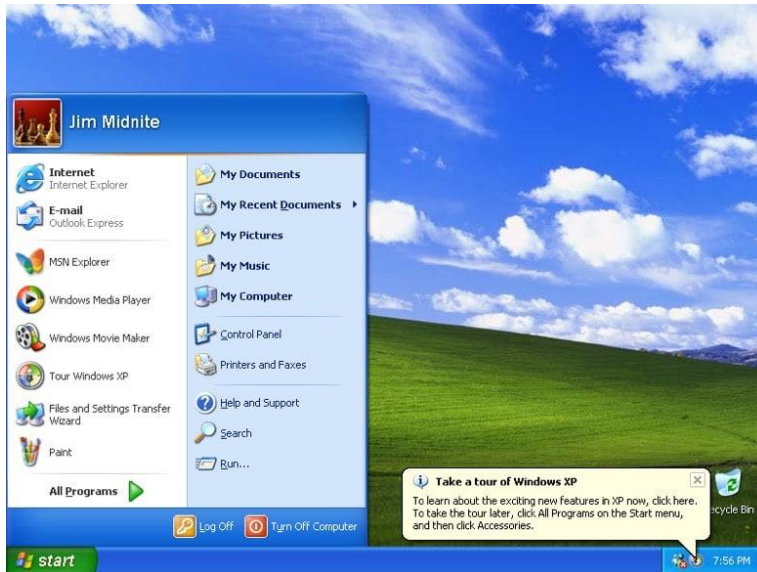 Jim Midnite
Internet
Internet Explorer
E-mail
Outlook Express
MSN Explorer
Windows Media Player
Windows Movie Maker
Tour Windows XP
Files and Settings Transfer
Wizard
Paint
All Programs
My Documents
My Recent Documents
My Pictures
My Music
My Computer
Control Panel
Printers and Faxes
Help and Support
Search
Run...
Log Off
Turn Off Computer
Take a tour of Windows XP
To learn about the exciting new features in XP now, click here.
To take the tour later, click All Programs on the Start menu,
and then click Accessories.
ecycle Bin
start
7:56 PM